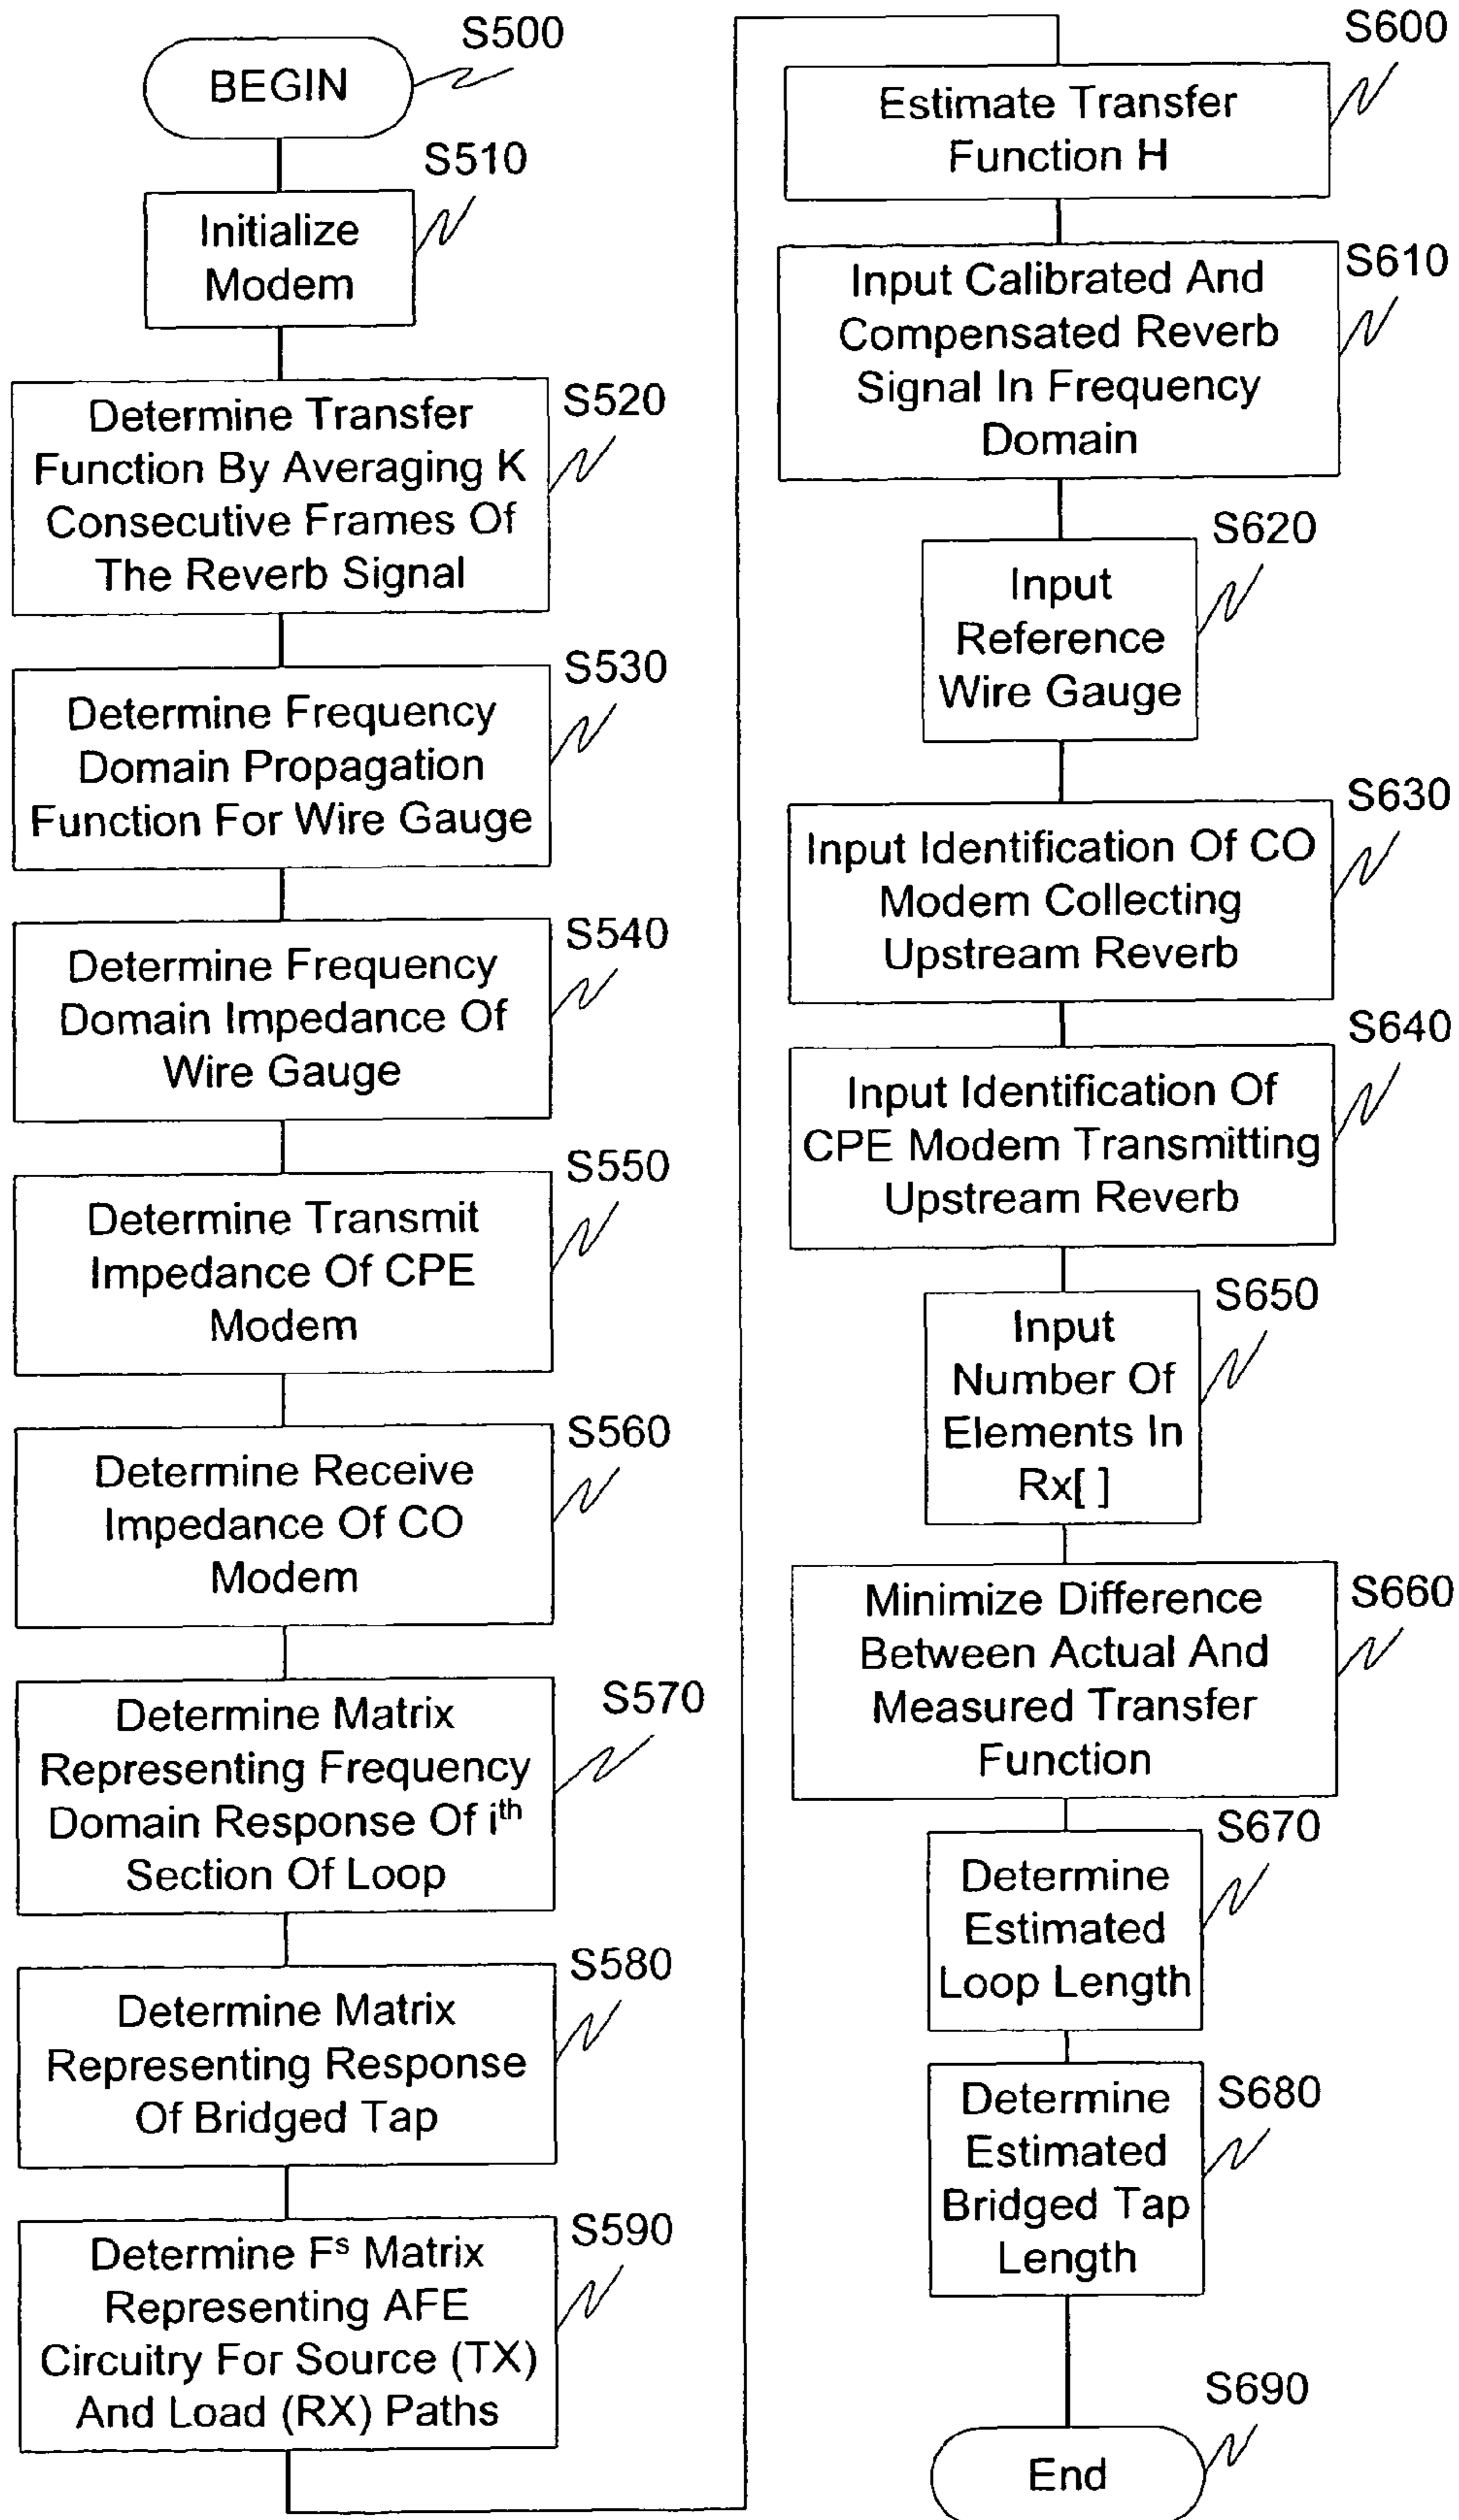 BEGIN
S500
Initialize
Modem
S510
Determine Transfer
Function By Averaging K
Consecutive Frames Of
The Reverb Signal
S520
Determine Frequency
Domain Propagation
Function For Wire Gauge
S530
Determine Frequency
Domain Impedance Of
Wire Gauge
S540
Determine Transmit
Impedance Of CPE
Modem
S550
Determine Receive
Impedance Of CO
Modem
S560
Determine Matrix
Representing Frequency
Domain Response Of ith
Section Of Loop
S570
Determine Matrix
Representing Response
Of Bridged Tap
S580
Determine Fs Matrix
Representing AFE
Circuitry For Source (TX)
And Load (RX) Paths
S590
Estimate Transfer
Function H
S600
Input Calibrated And
Compensated Reverb
Signal In Frequency
Domain
S610
Input
Reference
Wire Gauge
S620
Input Identification Of CO
Modem Collecting
Upstream Reverb
S630
Input Identification Of
CPE Modem Transmitting
Upstream Reverb
S640
Input
Number Of
Elements In
Rx[ ]
S650
Minimize Difference
Between Actual And
Measured Transfer
Function
S660
Determine
Estimated
Loop Length
S670
Determine
Estimated
Bridged Tap
Length
S680
End
S690